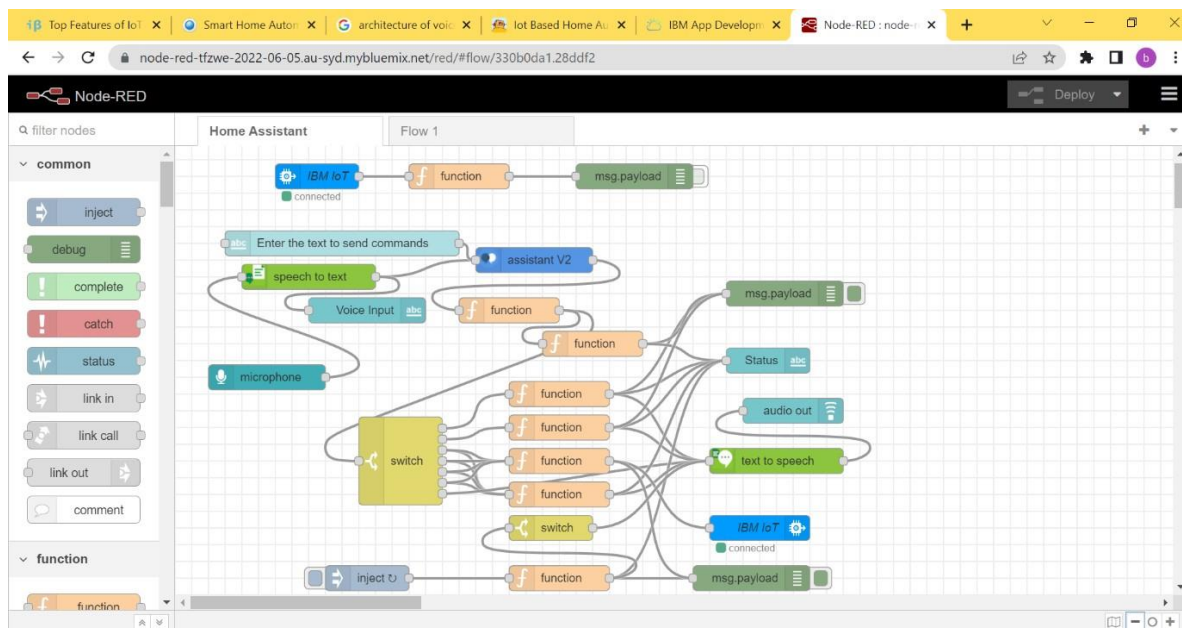 Top Features of IoT
Smart Home Auton
architecture of voic
Iot Based Home Au
IBM App Developm
Node-RED : node-r
node-red-tfzwe-2022-06-05.au-syd.mybluemix.net/red/#flow/330b0da1.28ddf2
b
Node-RED
Deploy
filter nodes
Home Assistant
Flow 1
common
inject
debug
complete
catch
status
link in
link call
link out
comment
function
function
IBM IoT
connected
function
msg.payload
abc Enter the text to send commands
speech to text
assistant V2
Voice Input abc
function
function
microphone
msg.payload
Status abc
function
audio out
function
switch
function
text to speech
function
switch
IBM IoT
connected
inject ↻
function
msg.payload